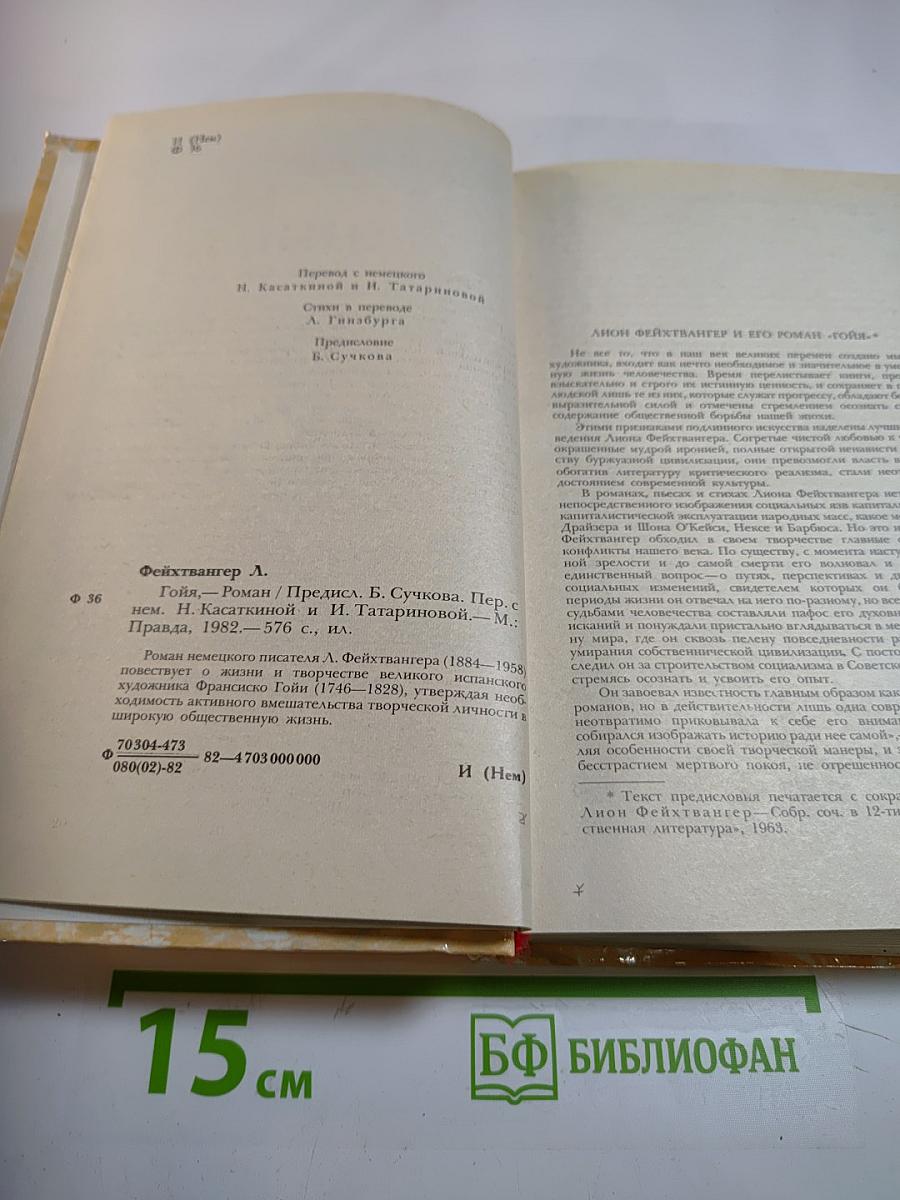 И (Нем)
Ф 36
Перевод с немецкого
Н. Касаткиной и И. Татариновой
Стихи в переводе
Л. Гинзбурга
Предисловие
Б. Сучкова
Фейхтвангер Л.
Ф 36
Гойя,— Роман / Предисл. Б. Сучкова. Пер. с
нем. Н. Касаткиной и И. Татариновой.— М.:
Правда, 1982.— 576 с., ил.
Роман немецкого писателя Л. Фейхтвангера (1884—1958)
повествует о жизни и творчестве великого испанского
художника Франсиско Гойи (1746—1828), утверждая необ-
ходимость активного вмешательства творческой личности в
широкую общественную жизнь.
Ф 70304-473
080(02)-82
82—4703000000
И (Нем)
ЛИОН ФЕЙХТВАНГЕР И ЕГО РОМАН «ГОЙЯ»*
Не все то, что в наш век великих перемен создано
художника, входит как нечто необходимое и значительное в
ную жизнь человечества. Время перелистывает книги,
взыскательно и строго их истинную ценность, и сохраняет в
людской лишь те из них, которые служат прогрессу, обладают
выразительной силой и отмечены стремлением осознать
содержание общественной борьбы нашей эпохи.
Этими признаками подлинного искусства наделены
ведения Лиона Фейхтвангера. Согретые чистой любовью к
окрашенные мудрой иронией, полные открытой ненависти
ству буржуазной цивилизации, они превозмогли власть
обогатив литературу критического реализма, стали
достоянием современной культуры.
В романах, пьесах и стихах Лиона Фейхтвангера
непосредственного изображения социальных язв
капиталистической эксплуатации народных масс, какое
Драйзера и Шона О'Кейси, Нексе и Барбюса. Но это
Фейхтвангер обходил в своем творчестве главные
конфликты нашего века. По существу, с момента
ной зрелости и до самой смерти его волновал и
единственный вопрос—о путях, перспективах и
социальных изменений, свидетелем которых он
периоды жизни он отвечал на него по-разному, но
судьбами человечества составляли пафос его
исканий и понуждали пристально вглядываться в
ну мира, где он сквозь пелену повседневности
умирания собственнической цивилизации. С
следил он за строительством социализма в
стремясь осознать и усвоить его опыт.
Он завоевал известность главным образом как
романов, но в действительности лишь одна
неотвратимо приковывала к себе его
собирался изображать историю ради нее самой»,
ляя особенности своей творческой манеры, и
бесстрастием мертвого покоя, не
* Текст предисловия печатается с
Лион Фейхтвангер—Собр. соч. в
ственная литература», 1963.
15 см
БФ БИБЛИОФАН